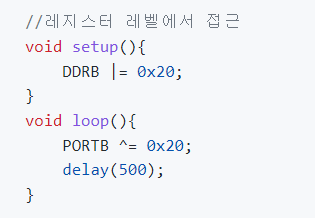 //레지스터 레벨에서 접근
void setup(){
    DDRB |= 0x20;
}
void loop(){
    PORTB ^= 0x20;
    delay(500);
}